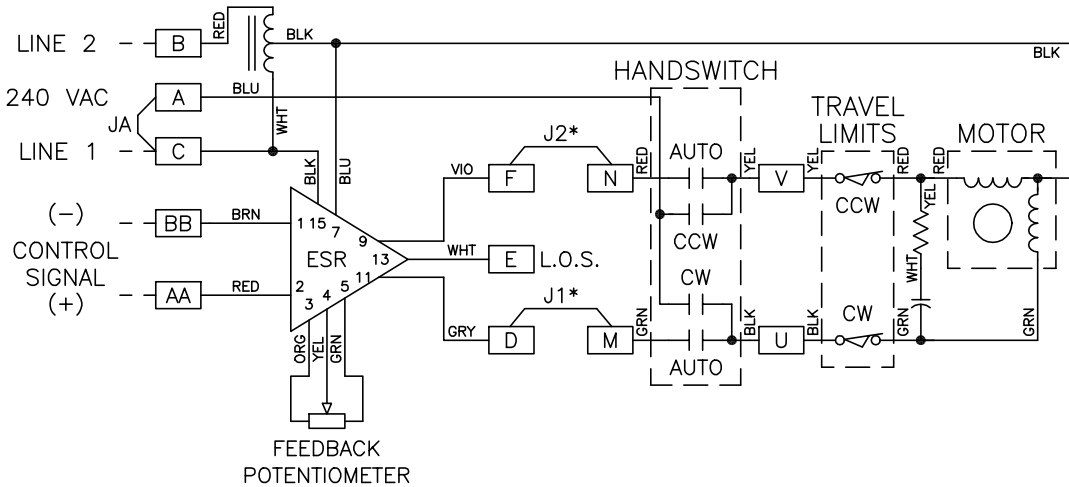 LINE 2
B
RED
BLK
BLK
240 VAC
A
BLU
JA
WHT
LINE 1
C
BLK
BLU
HANDSWITCH
TRAVEL
LIMITS
MOTOR
J2*
AUTO
VIO
F
N
RED
YEL
V
YEL
RED
RED
CCW
CCW
YEL
(-)
BB
BRN
CONTROL
SIGNAL
(+)
AA
RED
1
15
7
9
13
11
ESR
2
3
4
5
WHT
E
L.O.S.
CW
J1*
GRY
D
M
GRN
BLK
U
BLK
CW
GRN
WHT
GRN
AUTO
ORG
YEL
GRN
FEEDBACK
POTENTIOMETER